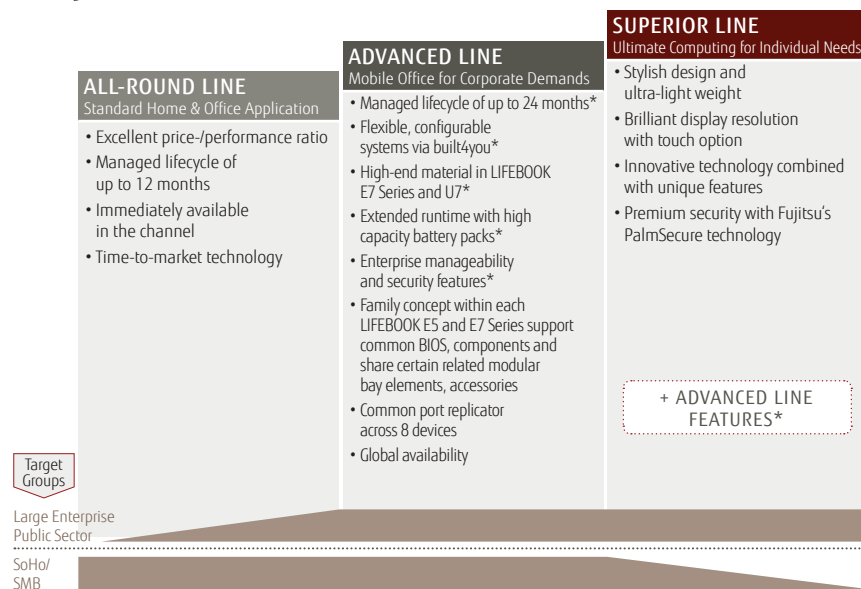 ALL-ROUND LINE
Standard Home & Office Application
• Excellent price-/performance ratio
• Managed lifecycle of
up to 12 months
• Immediately available
in the channel
• Time-to-market technology
ADVANCED LINE
Mobile Office for Corporate Demands
• Managed lifecycle of up to 24 months*
• Flexible, configurable
systems via built4you*
• High-end material in LIFEBOOK
E7 Series and U7*
• Extended runtime with high
capacity battery packs*
• Enterprise manageability
and security features*
• Family concept within each
LIFEBOOK E5 and E7 Series support
common BIOS, components and
share certain related modular
bay elements, accessories
• Common port replicator
across 8 devices
• Global availability
SUPERIOR LINE
Ultimate Computing for Individual Needs
• Stylish design and
ultra-light weight
• Brilliant display resolution
with touch option
• Innovative technology combined
with unique features
• Premium security with Fujitsu's
PalmSecure technology
+ ADVANCED LINE
FEATURES*
Target
Groups
Large Enterprise
Public Sector
SoHo/
SMB